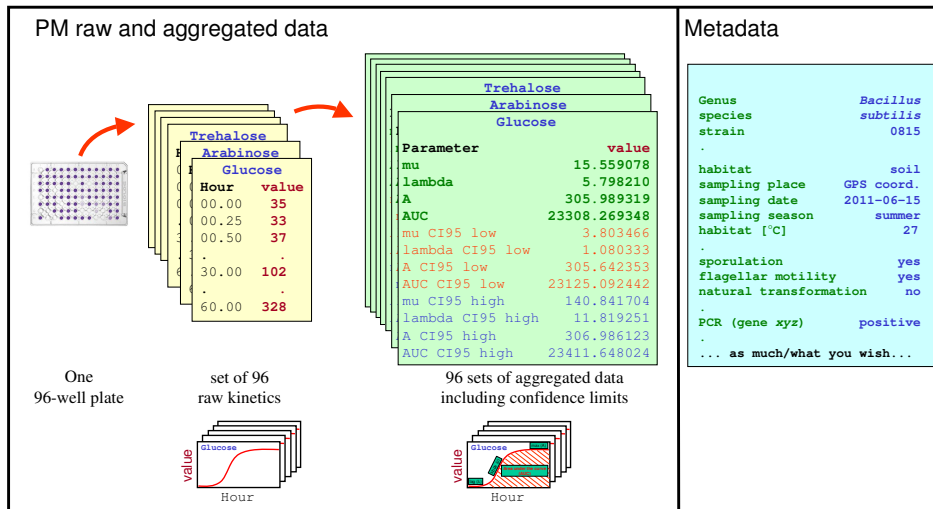 PM raw and aggregated data
Trehalose
Arabinose
Glucose
Hour value
00.00 35
00.25 33
00.50 37
. .
30.00 102
. .
60.00 328
Trehalose
Arabinose
Glucose
Parameter value
mu 15.559078
lambda 5.798210
A 305.989319
AUC 23308.269348
mu CI95 low 3.803466
lambda CI95 low 1.080333
A CI95 low 305.642353
AUC CI95 low 23125.092442
mu CI95 high 140.841704
lambda CI95 high 11.819251
A CI95 high 306.986123
AUC CI95 high 23411.648024
One
96-well plate
set of 96
raw kinetics
96 sets of aggregated data
including confidence limits
Glucose
value
Hour
Glucose
value
Hour
Metadata
Genus Bacillus
species subtilis
strain 0815
.
habitat soil
sampling place GPS coord.
sampling date 2011-06-15
sampling season summer
habitat [°C] 27
.
sporulation yes
flagellar motility yes
natural transformation no
.
PCR (gene xyz) positive
.
... as much/what you wish...